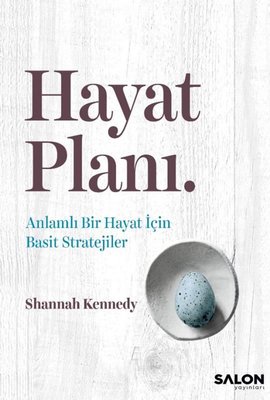 Hayat
Planı.
Anlamlı Bir Hayat İçin
Basit Stratejiler
Shannah Kennedy
SALON
yayınları